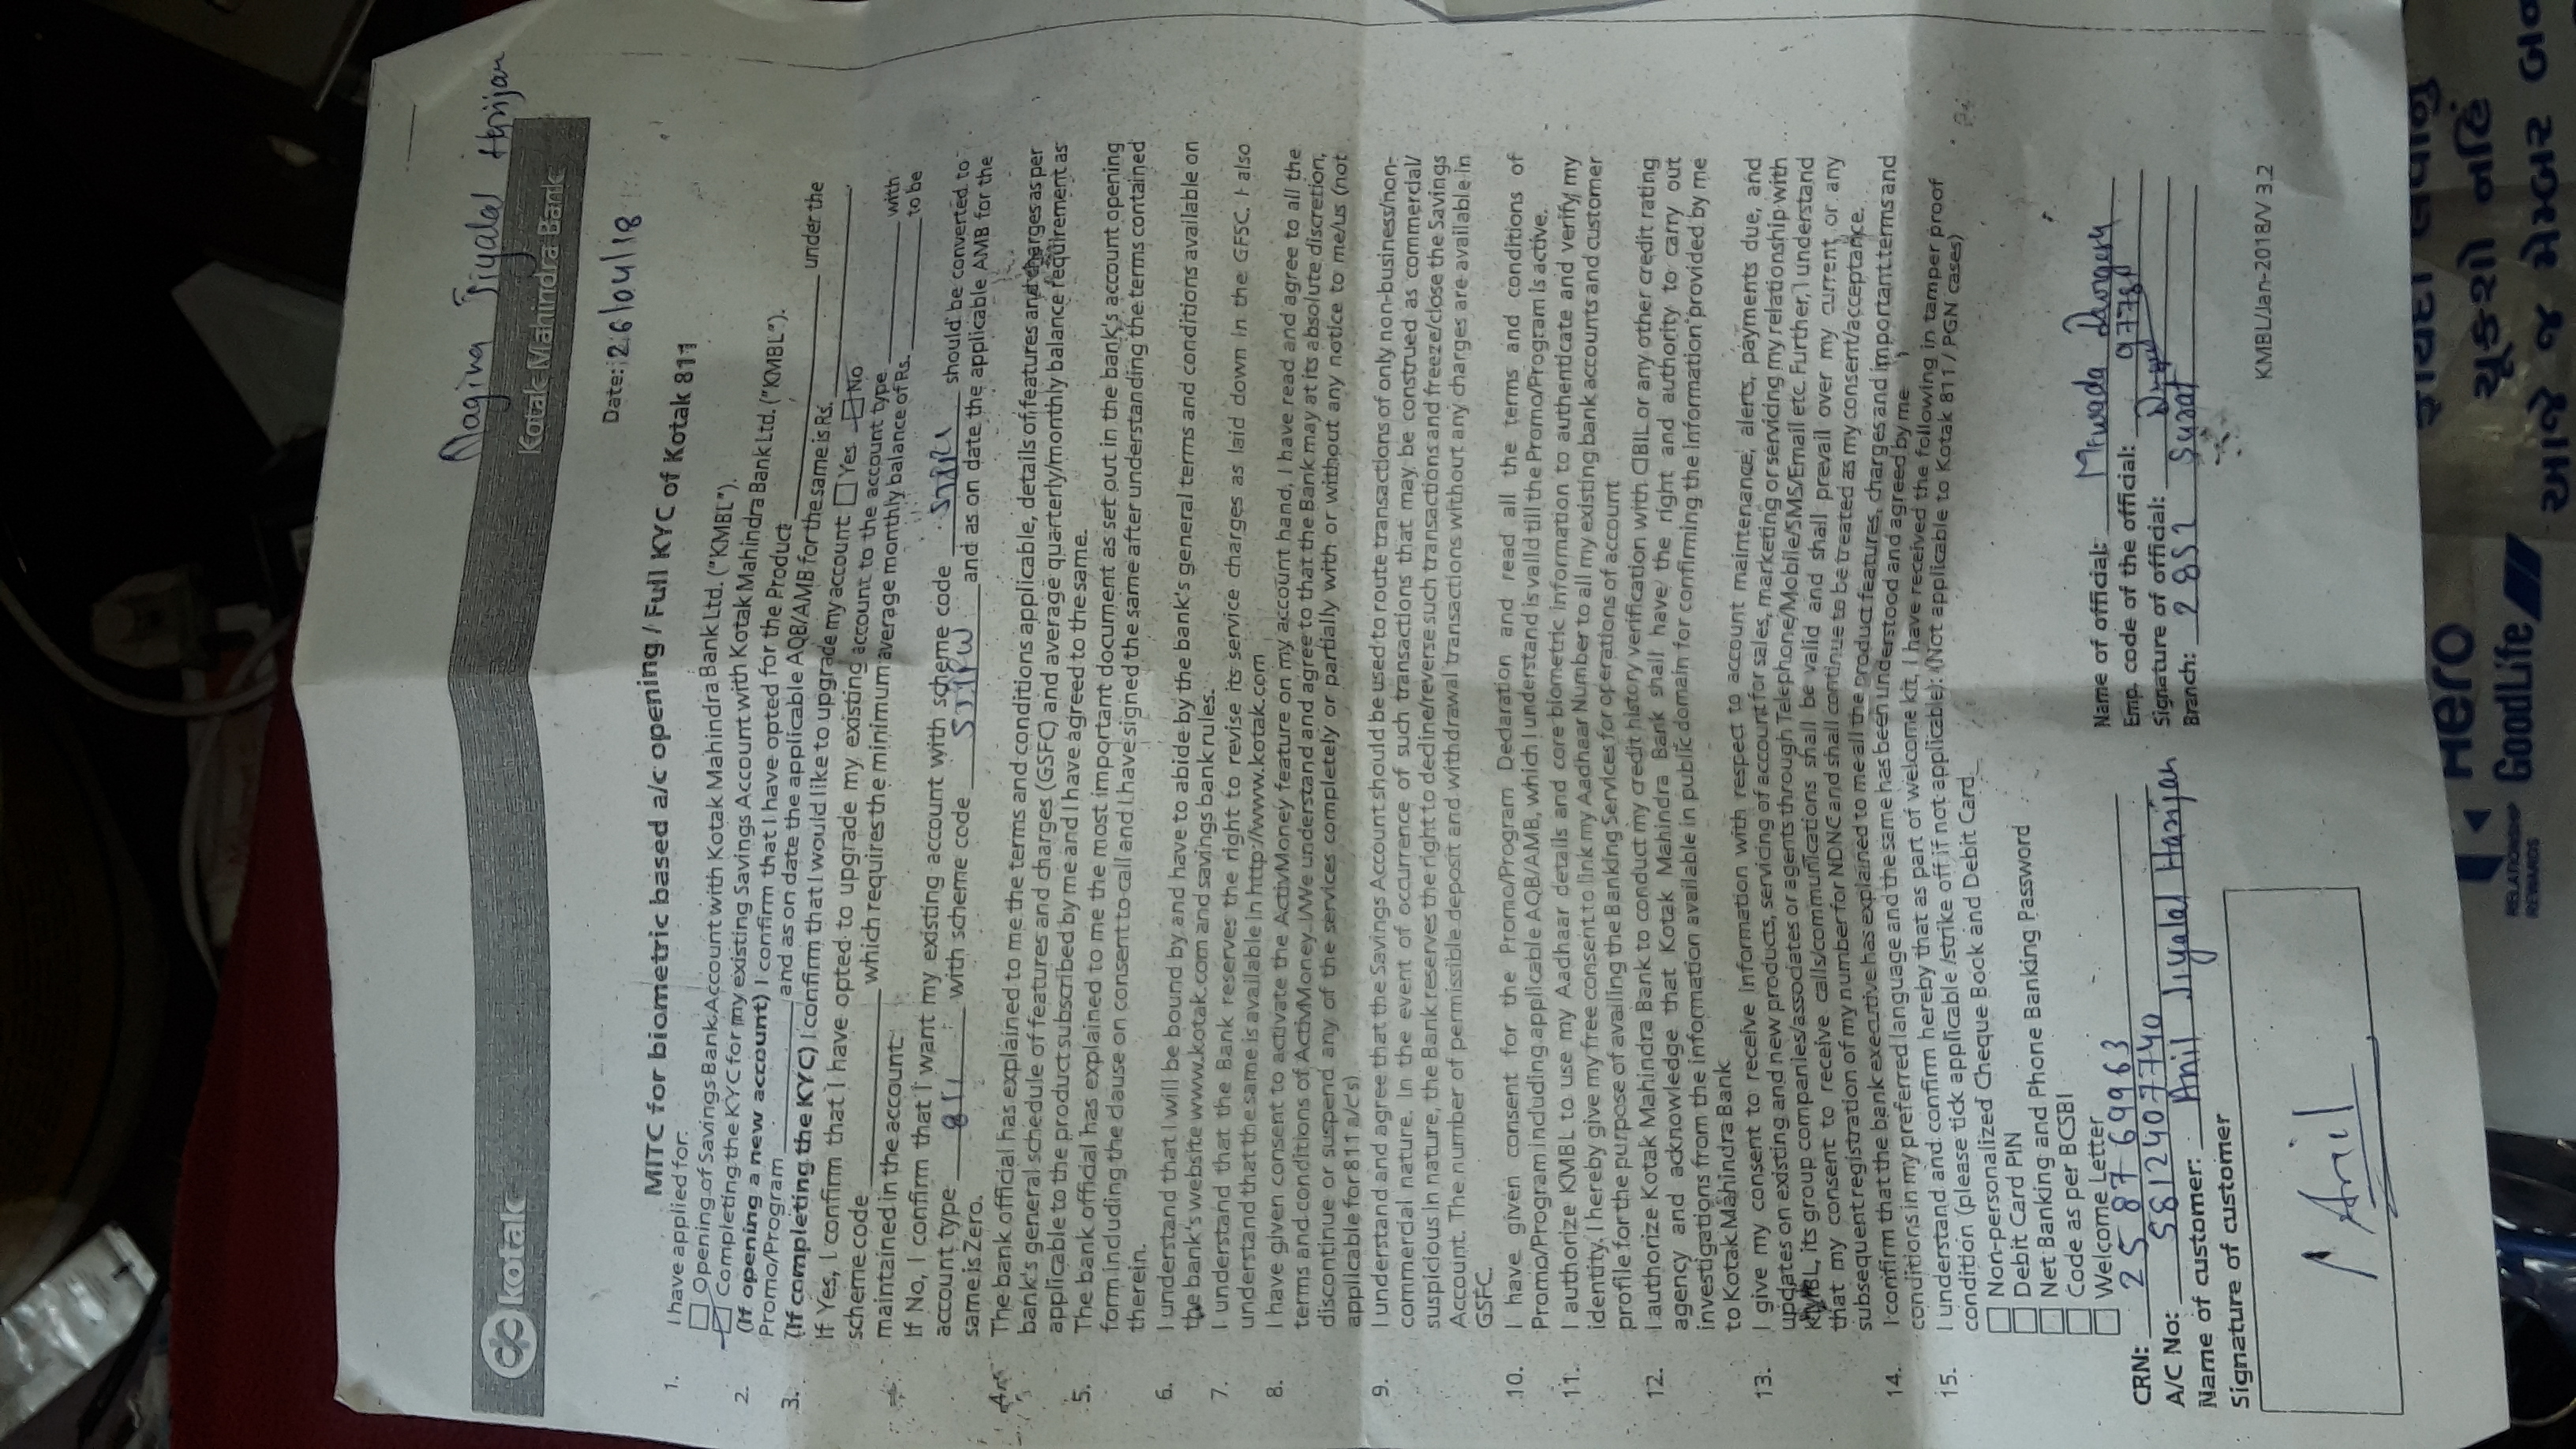 Nagina Jiyalal Harijan
kotak
Kotak Mahindra Bank
Date: 26/04/18
MITC for biometric based a/c opening / Full KYC of Kotak 811
1. I have applied for:
Opening of Savings Bank Account with Kotak Mahindra Bank Ltd. ("KMBL").
Completing the KYC for my existing Savings Account with Kotak Mahindra Bank Ltd. ("KMBL").
2. (If opening a new account) I confirm that I have opted for the Product ____ under the
Promo/Program ____ and as on date the applicable AQB/AMB for the same is Rs. ____.
3. (If completing the KYC) I confirm that I would like to upgrade my account: Yes No
If Yes, I confirm that I have opted to upgrade my existing account to the account type ____ with
scheme code ____ which requires the minimum average monthly balance of Rs. ____ to be
maintained in the account.
If No, I confirm that I want my existing account with scheme code should be converted to
account type 811 with scheme code and as on date the applicable AMB for the
same is Zero.
4. The bank official has explained to me the terms and conditions applicable, details of features and charges as per
bank's general schedule of features and charges (GSFC) and average quarterly/monthly balance requirement as
applicable to the product subscribed by me and I have agreed to the same.
5. The bank official has explained to me the most important document as set out in the bank's account opening
form including the clause on consent to call and I have signed the same after understanding the terms contained
therein.
6. I understand that I will be bound by and have to abide by the bank's general terms and conditions available on
the bank's website www.kotak.com and savings bank rules.
7. I understand that the Bank reserves the right to revise its service charges as laid down in the GFSC. I also
understand that the same is available in http://www.kotak.com
8. I have given consent to activate the ActivMoney feature on my account hand, I have read and agree to all the
terms and conditions of ActivMoney. I/We understand and agree to that the Bank may at its absolute discretion,
discontinue or suspend any of the services completely or partially with or without any notice to me/us (not
applicable for 811 a/c's)
9. I understand and agree that the Savings Account should be used to route transactions of only non-business/non-
commercial nature. In the event of occurrence of such transactions that may be construed as commercial/
suspicious in nature, the Bank reserves the right to decline/reverse such transactions and freeze/close the Savings
Account. The number of permissible deposit and withdrawal transactions without any charges are available in
GSFC.
10. I have given consent for the Promo/Program Declaration and read all the terms and conditions of
Promo/Program including applicable AQB/AMB, which I understand is valid till the Promo/Program is active.
11. I authorize KMBL to use my Aadhaar details and core biometric information to authenticate and verify my
identity. I hereby give my free consent to link my Aadhaar Number to all my existing bank accounts and customer
profile for the purpose of availing the Banking Services for operations of account
12. I authorize Kotak Mahindra Bank to conduct my credit history verification with CIBIL or any other credit rating
agency and acknowledge that Kotak Mahindra Bank shall have the right and authority to carry out
investigations from the information available in public domain for confirming the information provided by me
to Kotak Mahindra Bank
13. I give my consent to receive information with respect to account maintenance, alerts, payments due, and
updates on existing and new products, servicing of account for sales, marketing or servicing my relationship with
KMBL, its group companies/associates or agents through Telephone/Mobile/SMS/Email etc. Further, I understand
that my consent to receive calls/communications shall be valid and shall prevail over my current or any
subsequent registration of my number for NDNC and shall continue to be treated as my consent/acceptance.
14. I confirm that the bank executive has explained to me all the product features, charges and important terms and
conditions in my preferred language and the same has been understood and agreed by me
15. I understand and confirm hereby that as part of welcome kit, I have received the following in tamper proof
condition (please tick applicable /strike off if not applicable): (Not applicable to Kotak 811 / PGN cases)
Non-personalized Cheque Book and Debit Card
Debit Card PIN
Net Banking and Phone Banking Password
Code as per BCSBI
Welcome Letter
CRN: 258769963
A/C No: 5812407740
Name of customer: Anil Jiyalal Harijan
Signature of customer
Anil
Name of official: Mewada
Emp. code of the official:
Signature of official:
Branch: 2852 Surat
KMBL/Jan-2018/V 3.2
Hero
GoodLife
RELATIONSHIP
REWARDS
ફાયદા લેવાનું
ચૂકશો નહિં
આજે જ મેમ્બર